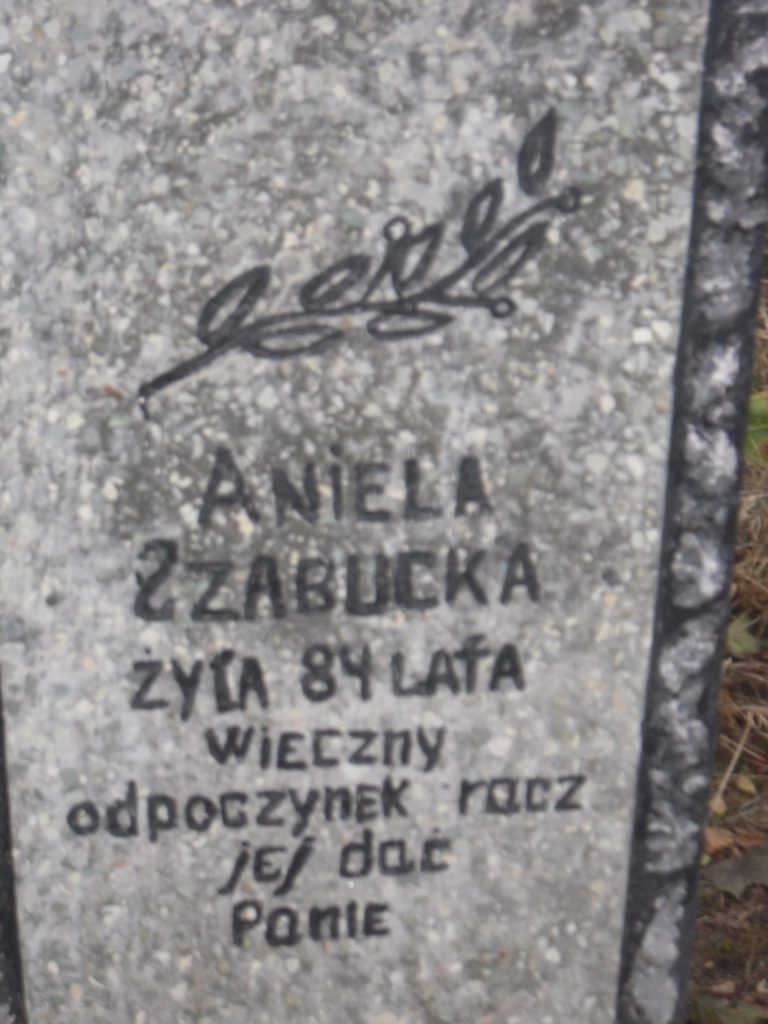 ANiELA
SZABUCKA
ŻYŁA 84 LATA
WIECZNY
odpoczynek racz
jej dać
Panie